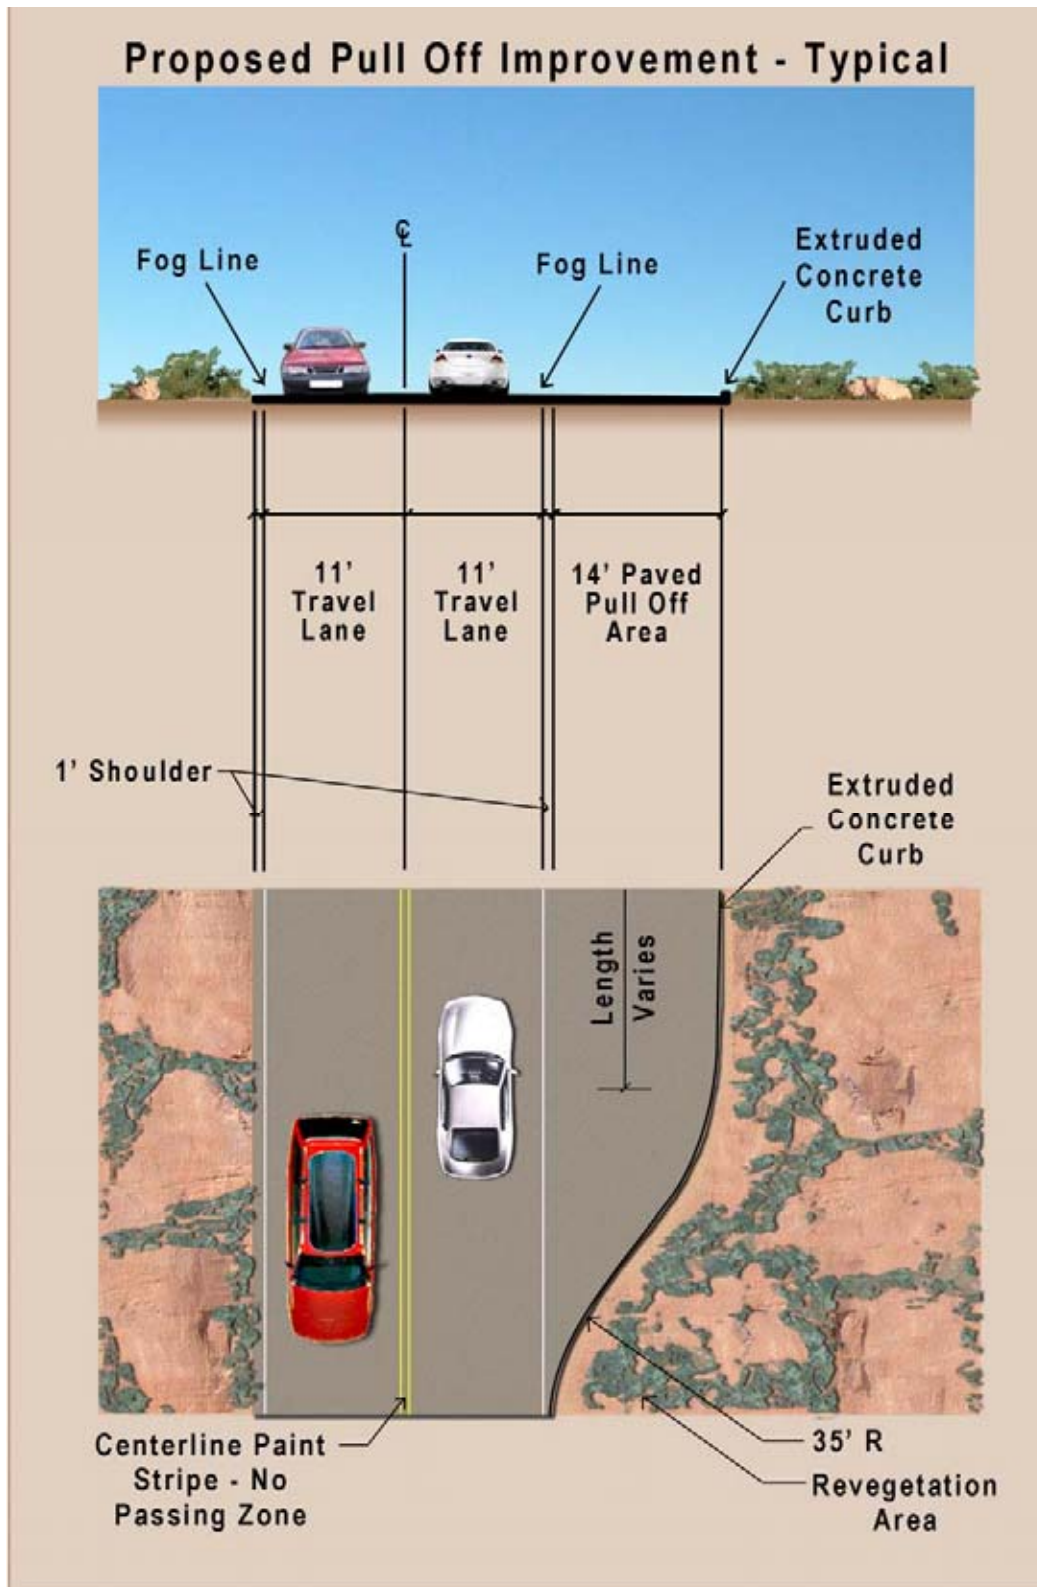 Proposed Pull Off Improvement - Typical
℄
Fog Line
Fog Line
Extruded
Concrete
Curb
11'
Travel
Lane
11'
Travel
Lane
14' Paved
Pull Off
Area
1' Shoulder
Extruded
Concrete
Curb
Length
Varies
Centerline Paint
Stripe - No
Passing Zone
35' R
Revegetation
Area